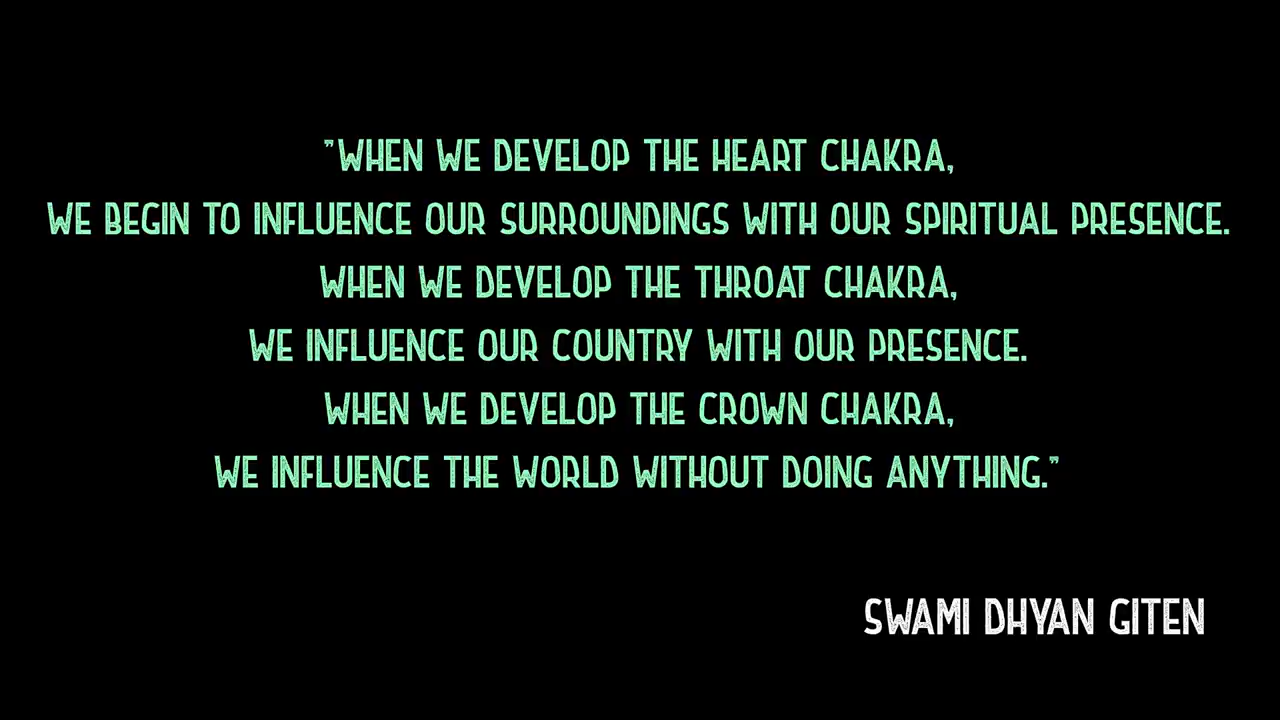 "WHEN WE DEVELOP THE HEART CHAKRA,
WE BEGIN TO INFLUENCE OUR SURROUNDINGS WITH OUR SPIRITUAL PRESENCE.
WHEN WE DEVELOP THE THROAT CHAKRA,
WE INFLUENCE OUR COUNTRY WITH OUR PRESENCE.
WHEN WE DEVELOP THE CROWN CHAKRA,
WE INFLUENCE THE WORLD WITHOUT DOING ANYTHING."
SWAMI DHYAN GITEN